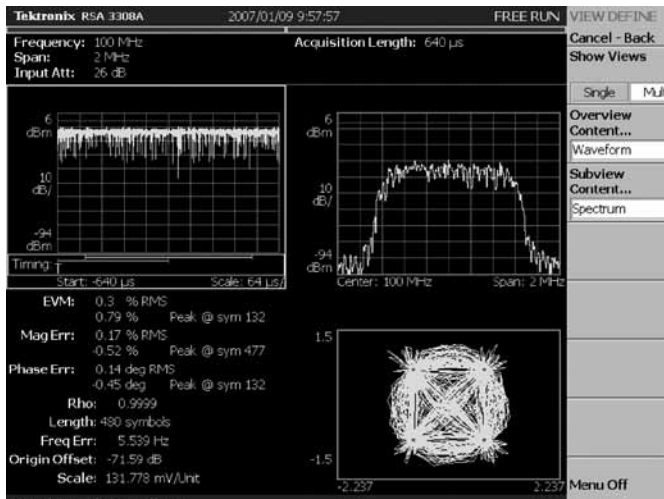 Tektronix RSA 3308A 2007/01/09 9:57:57 FREE RUN
VIEW DEFINE
Frequency: 100 MHz Acquisition Length: 640 µs
Span: 2 MHz
Input Att: 26 dB
Cancel - Back
Show Views
Single Mul
Overview
Content...
Waveform
Subview
Content...
Spectrum
6
dBm
10
dB/
-94
dBm
Timing:
Start: -640 µs Scale: 64 µs/
6
dBm
10
dB/
-94
dBm
Center: 100 MHz Span: 2 MHz
EVM: 0.3 % RMS
0.79 % Peak @ sym 132
Mag Err: 0.17 % RMS
-0.52 % Peak @ sym 477
Phase Err: 0.14 deg RMS
-0.45 deg Peak @ sym 132
Rho: 0.9999
Length: 480 symbols
Freq Err: 5.539 Hz
Origin Offset: -71.59 dB
Scale: 131.778 mV/Unit
1.5
-1.5
-2.237 2.237
Menu Off